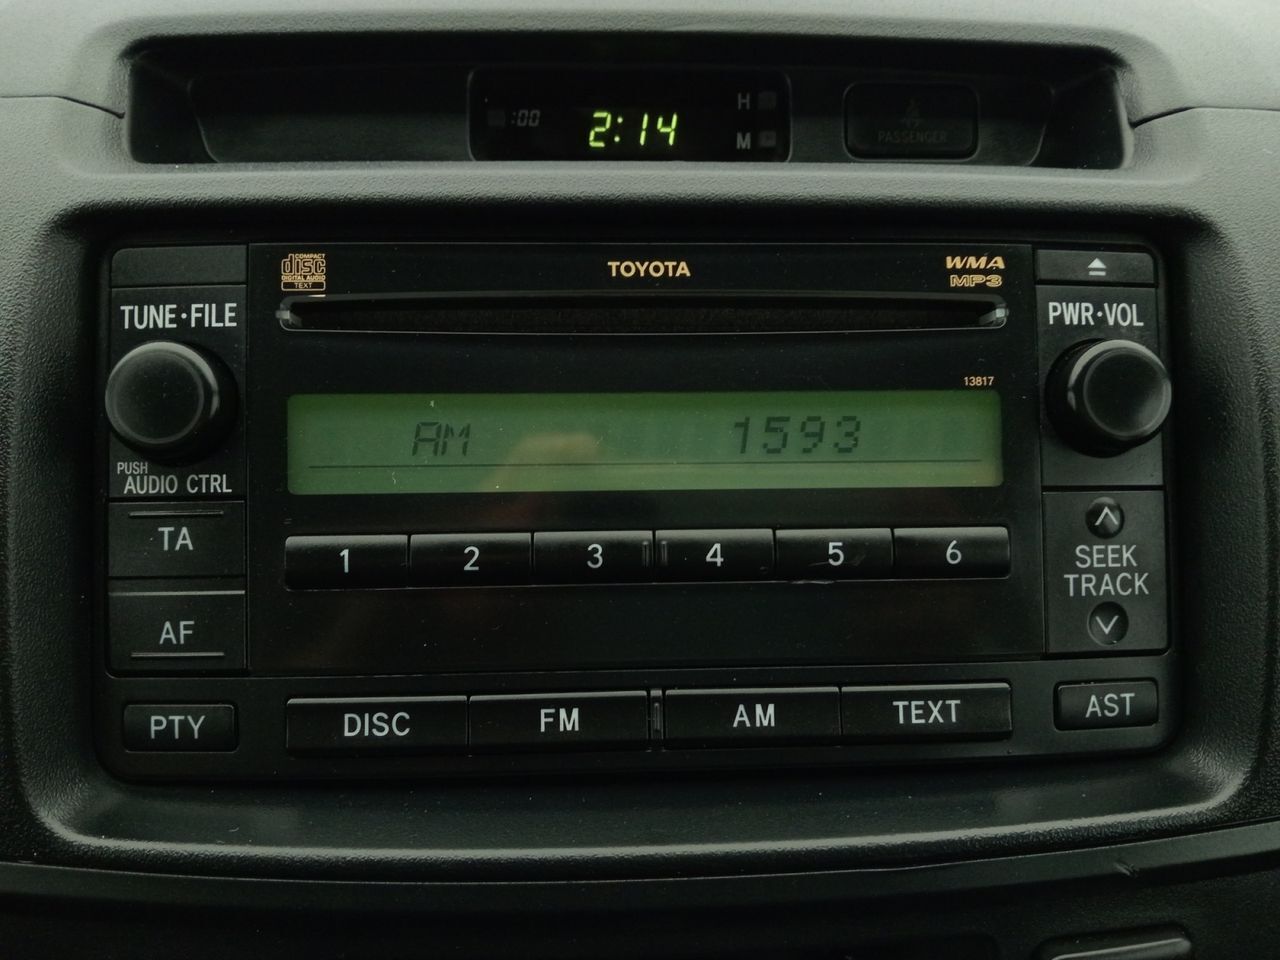 H
:00
2:14
M
PASSENGER
COMPACT
disc
DIGITAL AUDIO
TEXT
TOYOTA
WMA
MP3
TUNE·FILE
PWR·VOL
13817
AM 1593
PUSH
AUDIO CTRL
TA
1 2 3 4 5 6
SEEK
TRACK
AF
PTY
DISC
FM
AM
TEXT
AST